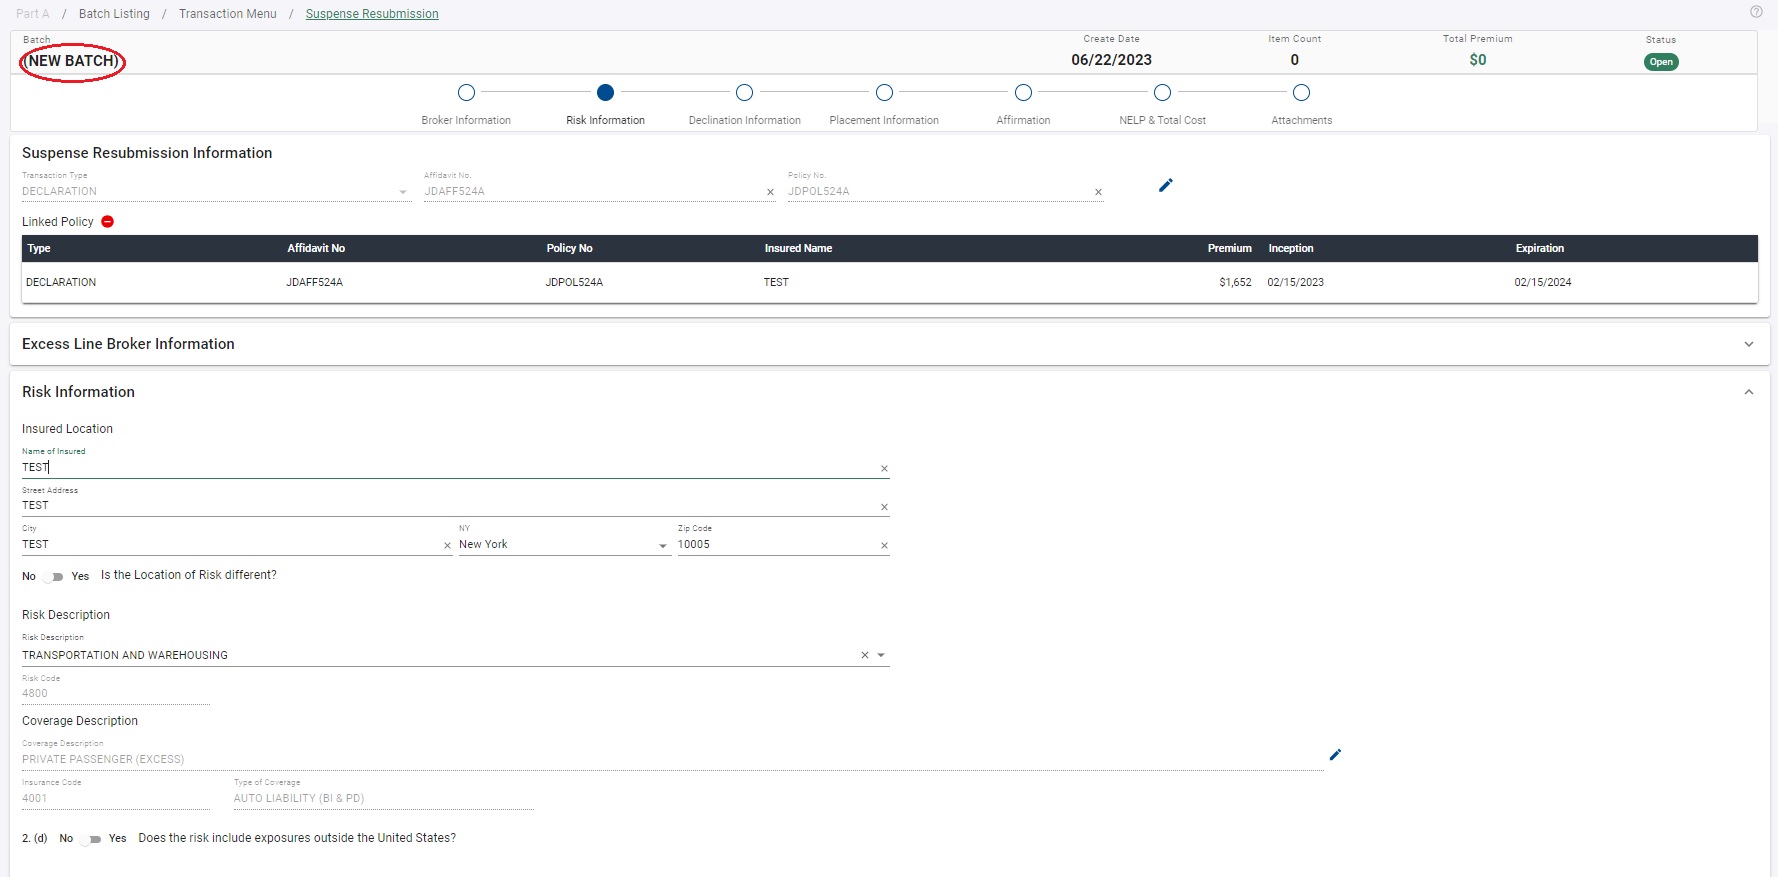 Part A / Batch Listing / Transaction Menu / Suspense Resubmission
Batch Create Date Item Count Total Premium Status
(NEW BATCH) 06/22/2023 0 $0 Open
Broker Information Risk Information Declination Information Placement Information Affirmation NELP & Total Cost Attachments
Suspense Resubmission Information
Transaction Type Affidavit No. Policy No.
DECLARATION JDAFF524A JDPOL524A
Linked Policy
Type Affidavit No Policy No Insured Name Premium Inception Expiration
DECLARATION JDAFF524A JDPOL524A TEST $1,652 02/15/2023 02/15/2024
Excess Line Broker Information
Risk Information
Insured Location
Name of Insured
TEST
Street Address
TEST
City NY Zip Code
TEST New York 10005
No Yes Is the Location of Risk different?
Risk Description
Risk Description
TRANSPORTATION AND WAREHOUSING
Risk Code
4800
Coverage Description
Coverage Description
PRIVATE PASSENGER (EXCESS)
Insurance Code Type of Coverage
4001 AUTO LIABILITY (BI & PD)
2. (d) No Yes Does the risk include exposures outside the United States?